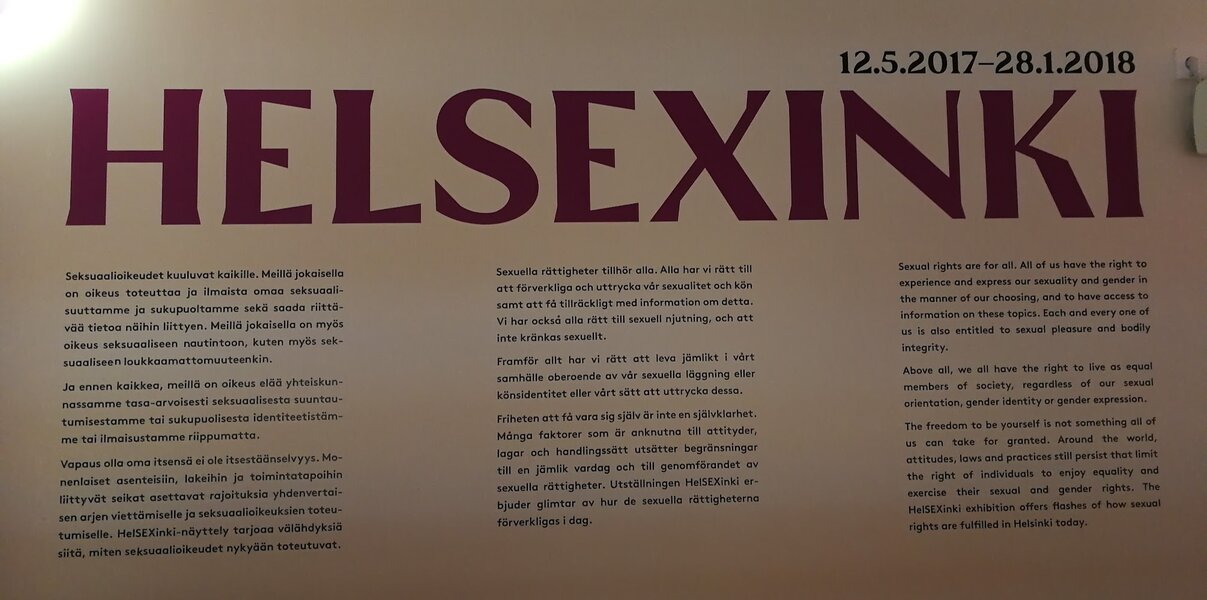 12.5.2017–28.1.2018
HELSEXINKI
Seksuaalioikeudet kuuluvat kaikille. Meillä jokaisella
on oikeus toteuttaa ja ilmaista omaa seksuaali-
suuttamme ja sukupuoltamme sekä saada riittä-
vää tietoa näihin liittyen. Meillä jokaisella on myös
oikeus seksuaaliseen nautintoon, kuten myös sek-
suaaliseen loukkaamattomuuteenkin.
Ja ennen kaikkea, meillä on oikeus elää yhteiskun-
nassamme tasa-arvoisesti seksuaalisesta suuntau-
tumisestamme tai sukupuolisesta identiteetistäm-
me tai ilmaisustamme riippumatta.
Vapaus olla oma itsensä ei ole itsestäänselvyys. Mo-
nenlaiset asenteisiin, lakeihin ja toimintatapoihin
liittyvät seikat asettavat rajoituksia yhdenvertai-
sen arjen viettämiselle ja seksuaalioikeuksien toteu-
tumiselle. HelSEXinki-näyttely tarjoaa välähdyksiä
siitä, miten seksuaalioikeudet nykyään toteutuvat.
Sexuella rättigheter tillhör alla. Alla har vi rätt till
att förverkliga och uttrycka vår sexualitet och kön
samt att få tillräckligt med information om detta.
Vi har också alla rätt till sexuell njutning, och att
inte kränkas sexuellt.
Framför allt har vi rätt att leva jämlikt i vårt
samhälle oberoende av vår sexuella läggning eller
könsidentitet eller vårt sätt att uttrycka dessa.
Friheten att få vara sig själv är inte en självklarhet.
Många faktorer som är anknutna till attityder,
lagar och handlingssätt utsätter begränsningar
till en jämlik vardag och till genomförandet av
sexuella rättigheter. Utställningen HelSEXinki er-
bjuder glimtar av hur de sexuella rättigheterna
förverkligas i dag.
Sexual rights are for all. All of us have the right to
experience and express our sexuality and gender in
the manner of our choosing, and to have access to
information on these topics. Each and every one of
us is also entitled to sexual pleasure and bodily
integrity.
Above all, we all have the right to live as equal
members of society, regardless of our sexual
orientation, gender identity or gender expression.
The freedom to be yourself is not something all of
us can take for granted. Around the world,
attitudes, laws and practices still persist that limit
the right of individuals to enjoy equality and
exercise their sexual and gender rights. The
HelSEXinki exhibition offers flashes of how sexual
rights are fulfilled in Helsinki today.